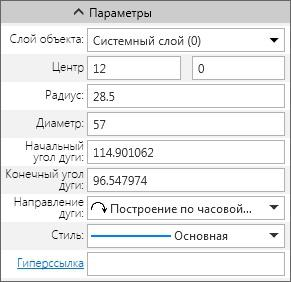 Параметры
Слой объекта: Системный слой (0)
Центр 12 0
Радиус: 28.5
Диаметр: 57
Начальный угол дуги: 114.901062
Конечный угол дуги: 96.547974
Направление дуги: Построение по часовой...
Стиль: Основная
Гиперссылка